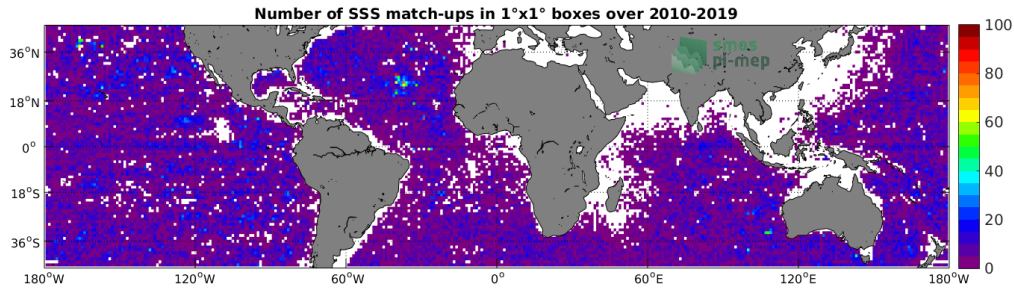 Number of SSS match-ups in 1°x1° boxes over 2010-2019
smos
pi-mep
36°N
18°N
0°
18°S
36°S
180°W
120°W
60°W
0°
60°E
120°E
180°E
100
80
60
40
20
0